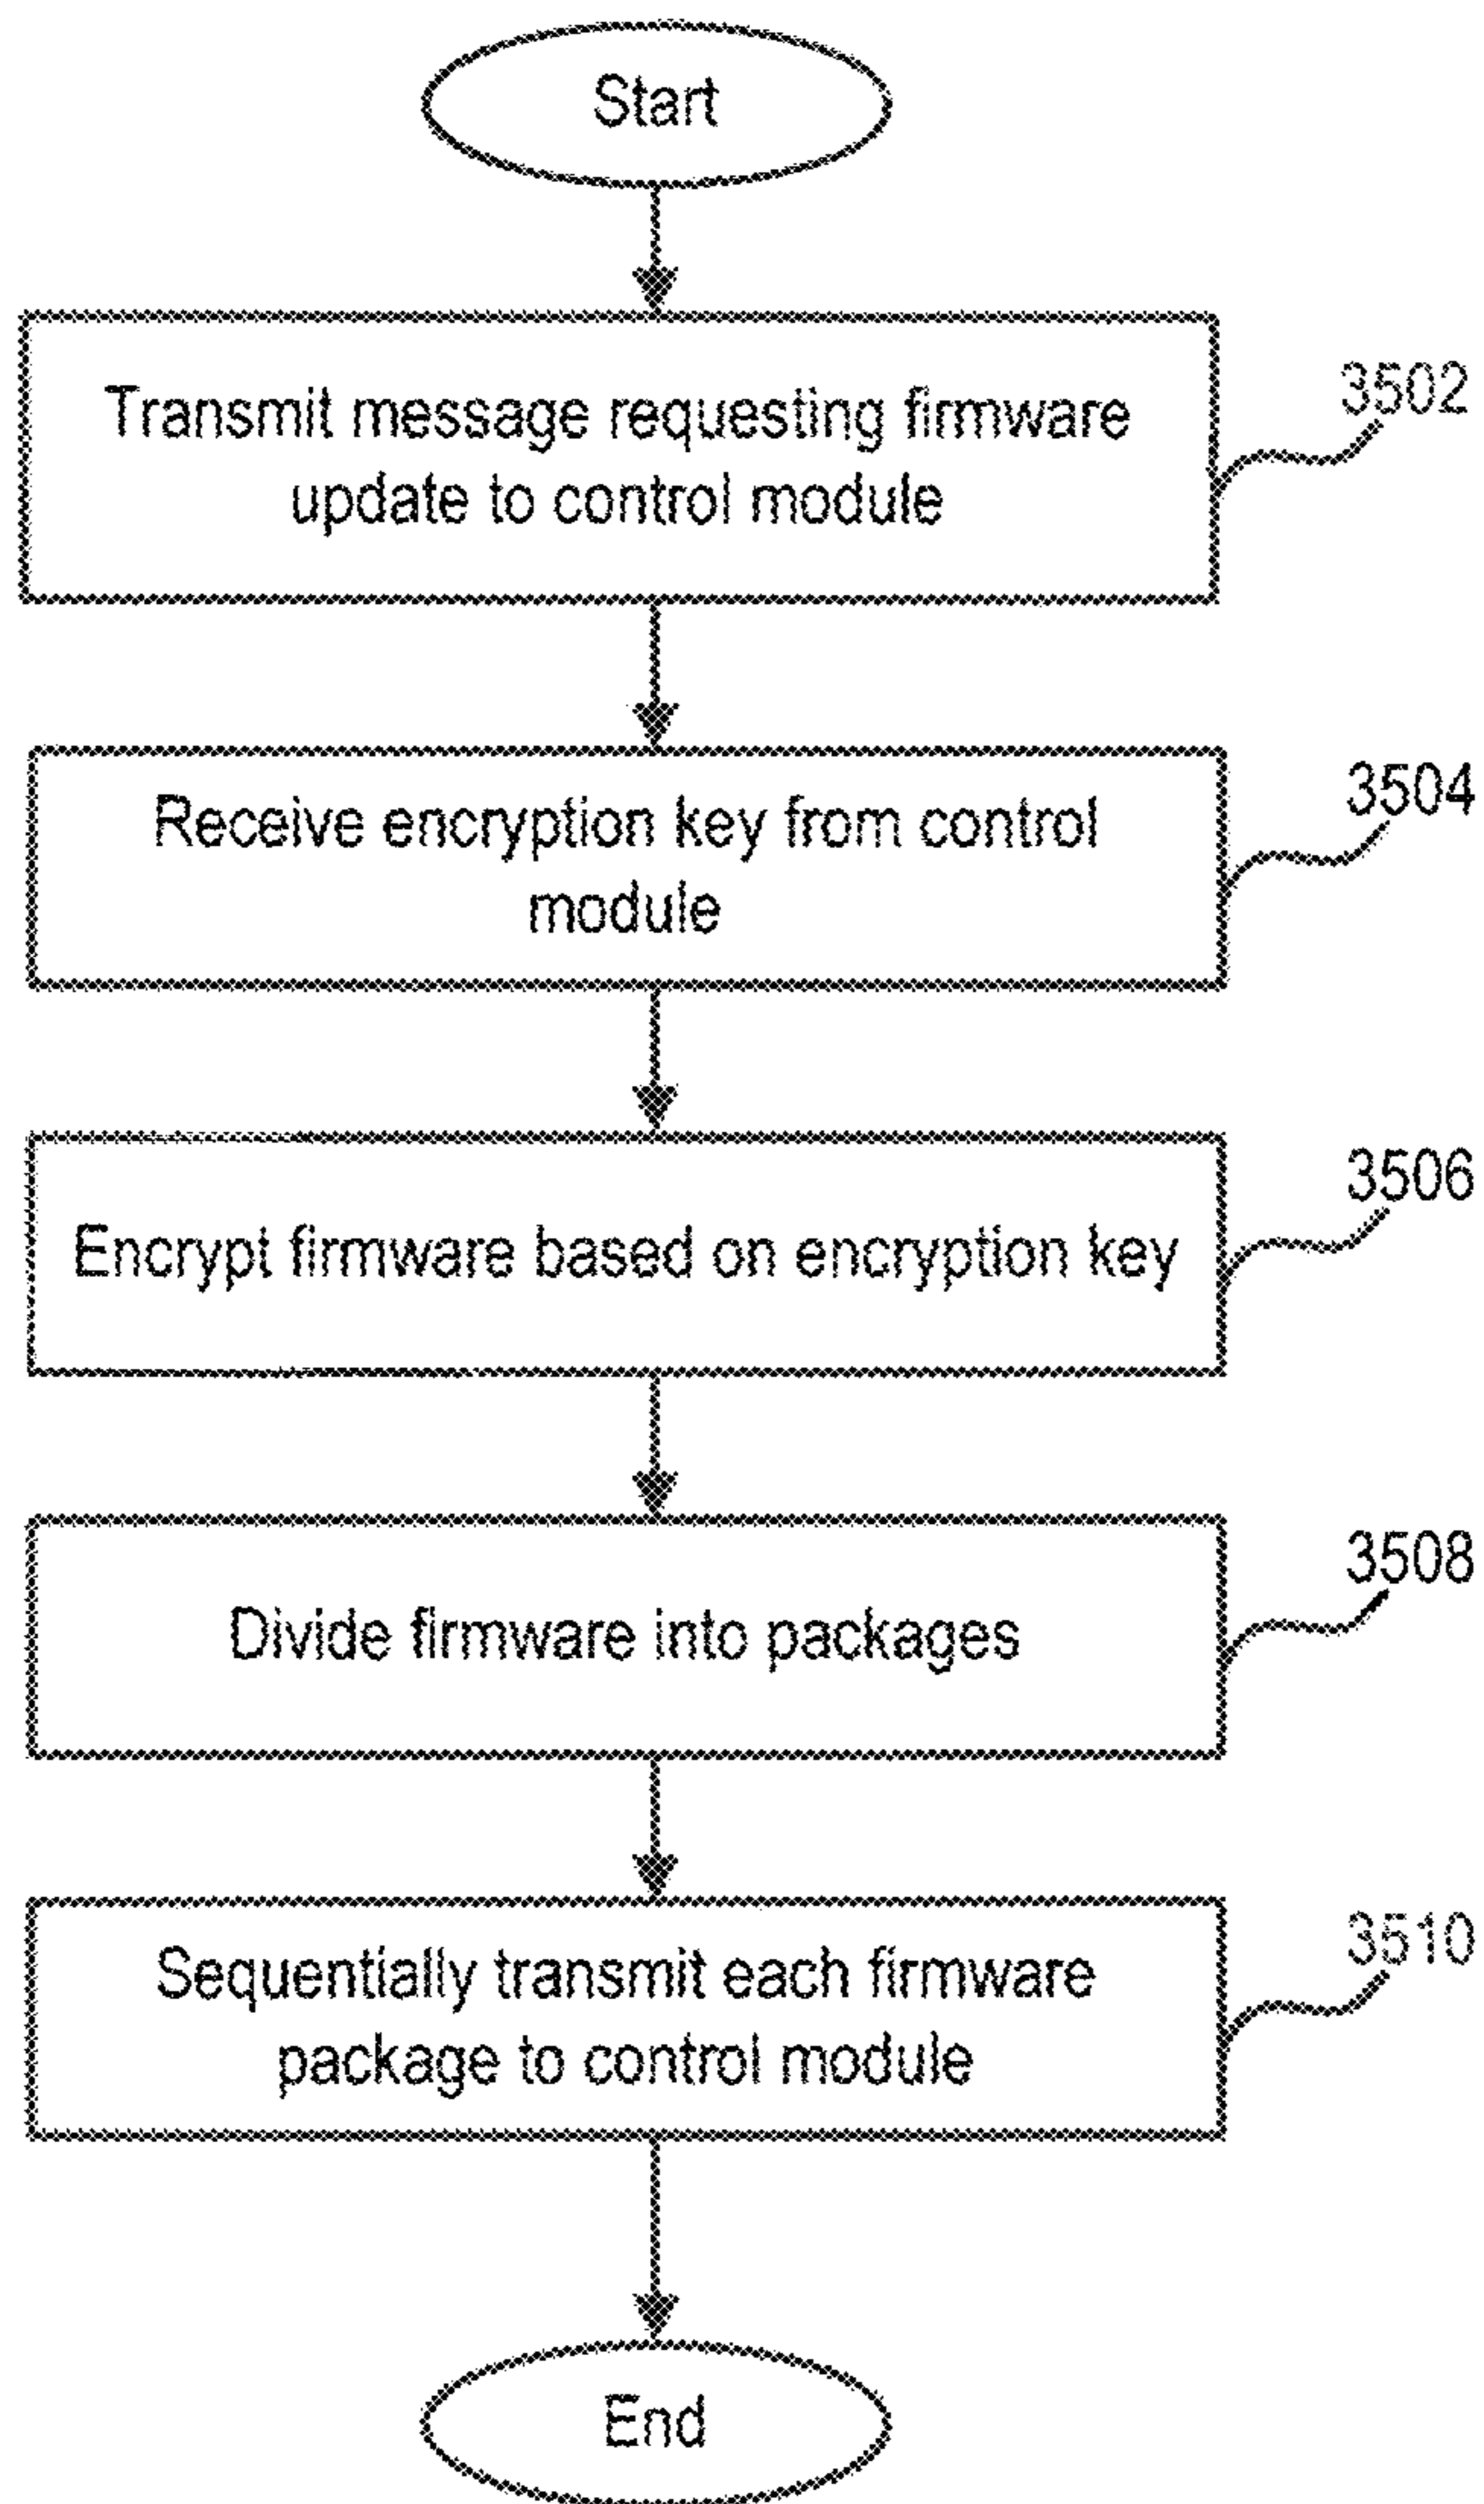 Start
Transmit message requesting firmware
update to control module
3502
Receive encryption key from control
module
3504
Encrypt firmware based on encryption key
3506
Divide firmware into packages
3508
Sequentially transmit each firmware
package to control module
3510
End